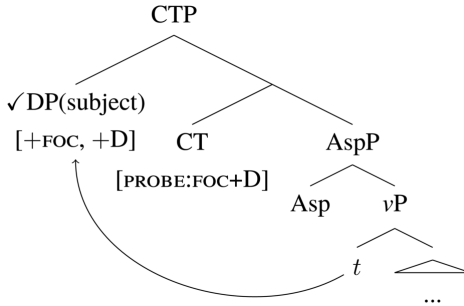 CTP
✓DP(subject)
[+FOC, +D] CT AspP
[PROBE:FOC+D]
Asp vP
t
...